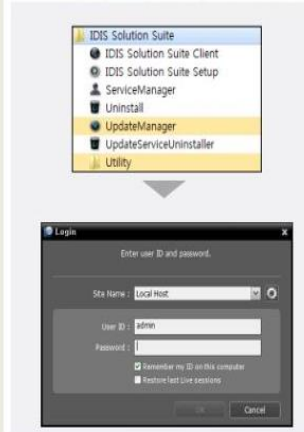 IDIS Solution Suite
IDIS Solution Suite Client
IDIS Solution Suite Setup
ServiceManager
Uninstall
UpdateManager
UpdateServiceUninstaller
Utility
Login
x
Enter user ID and password.
Site Name : Local Host
User ID : admin
Password :
Remember my ID on this computer
Restore last Live sessions
OK Cancel